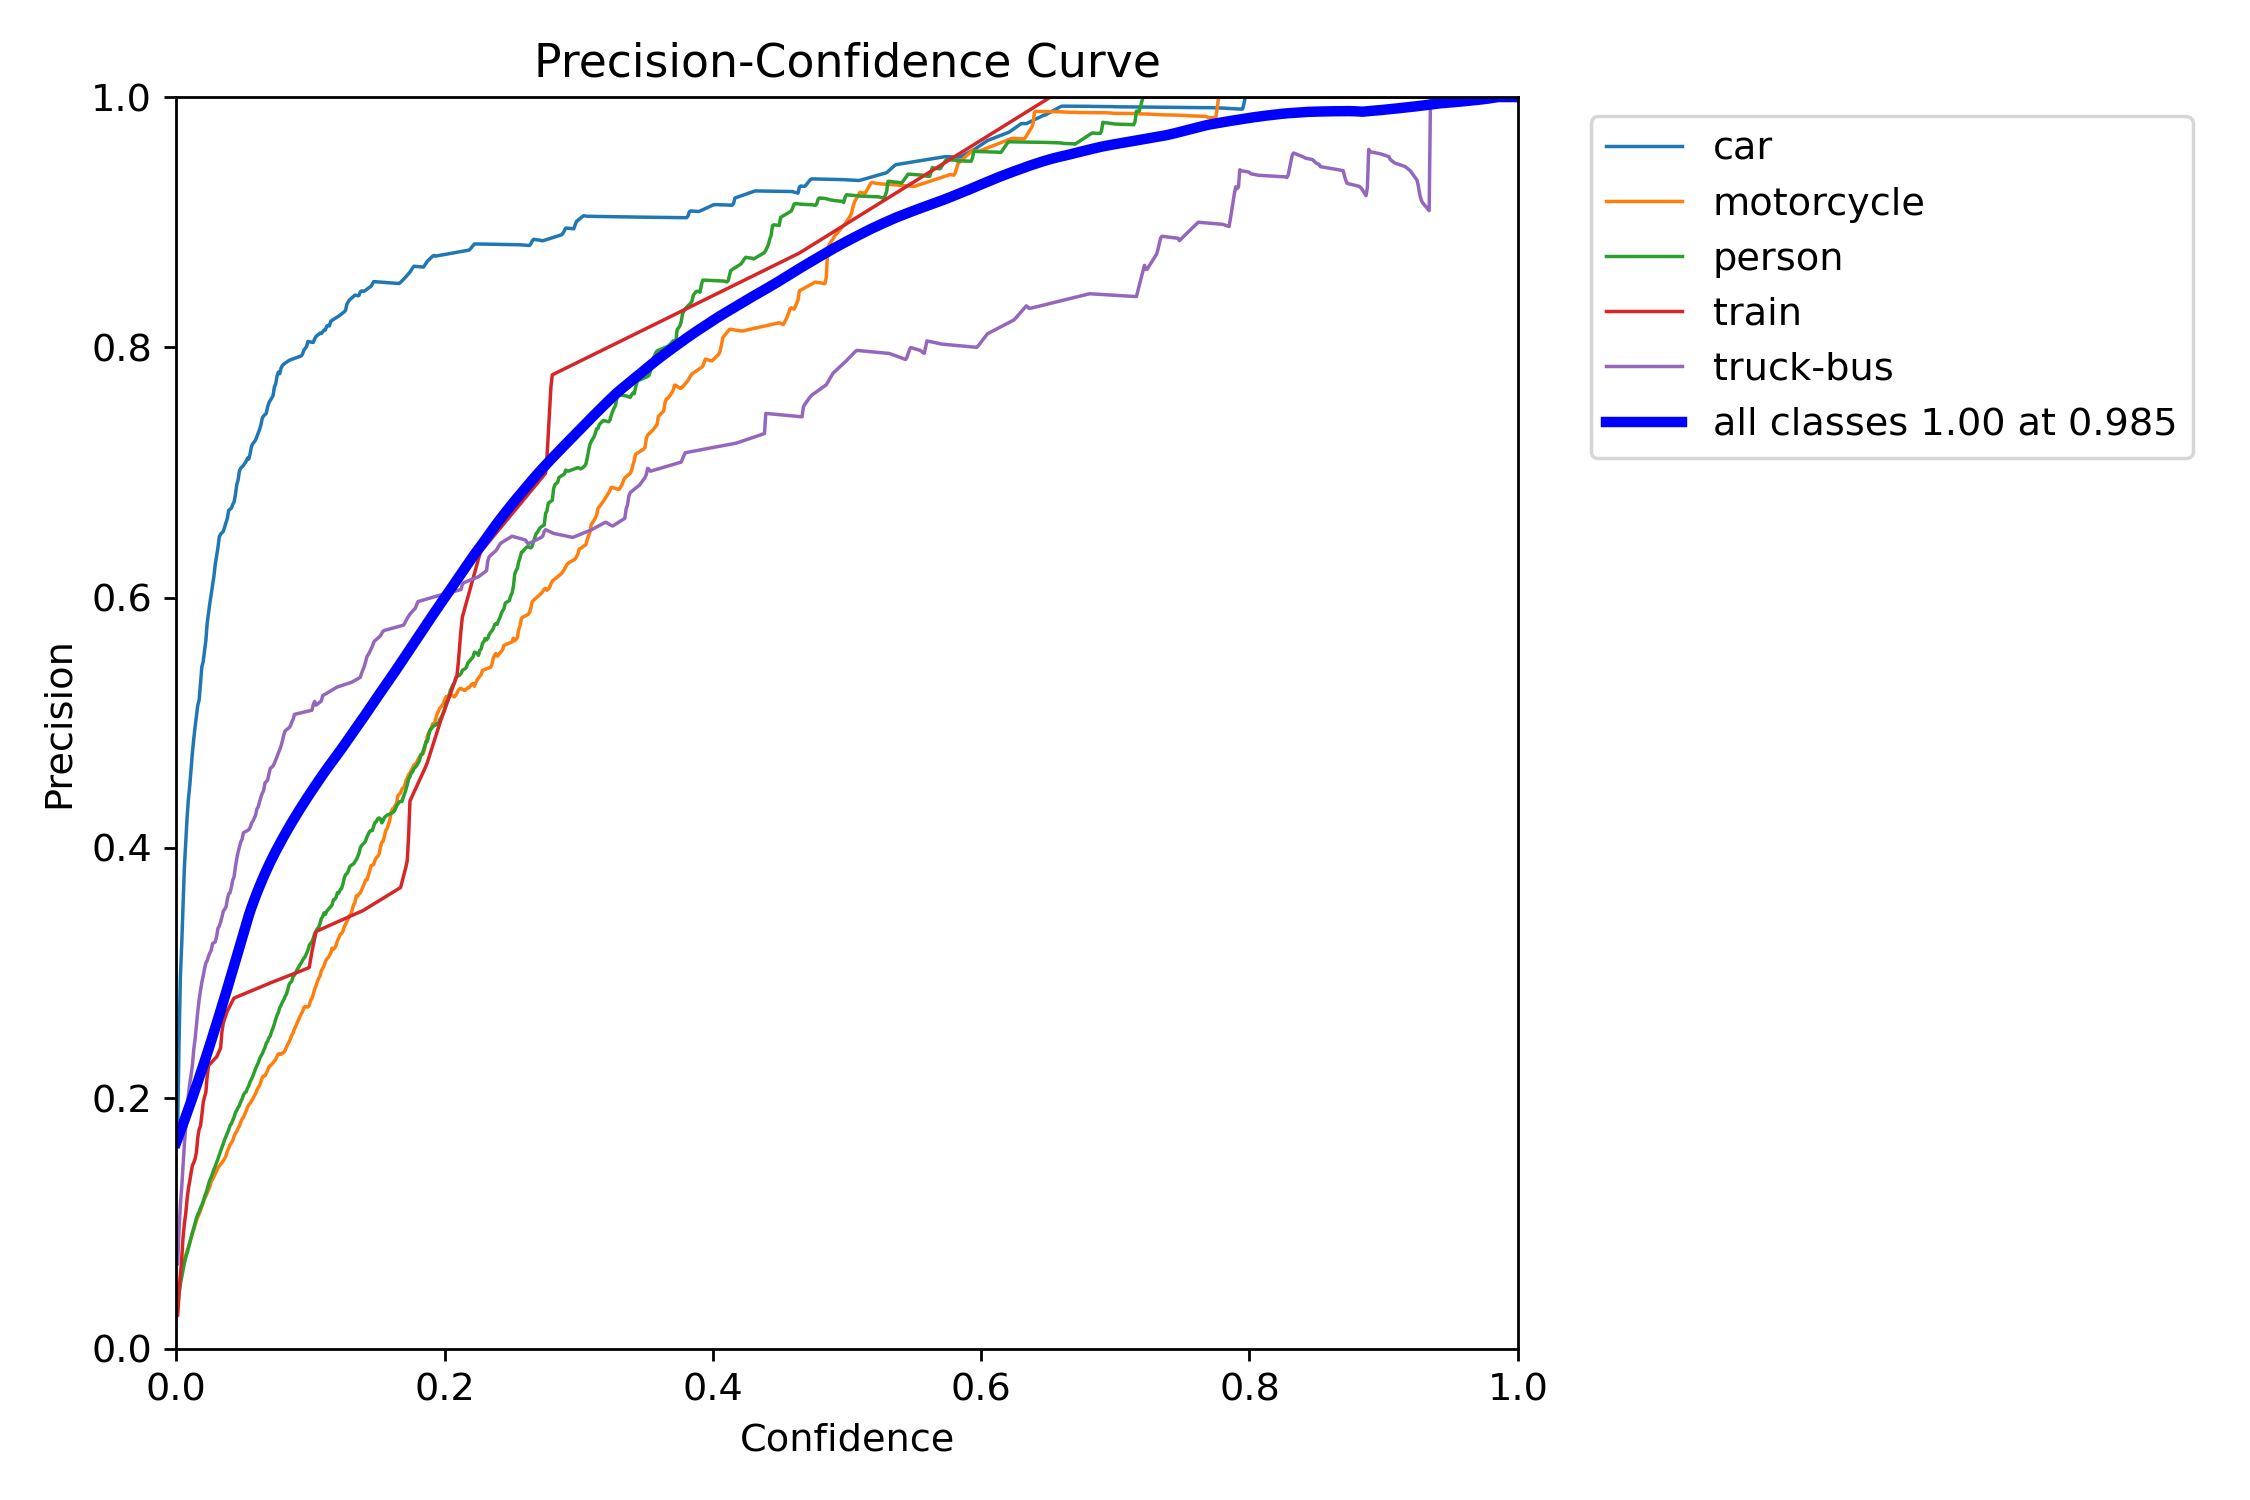 Precision-Confidence Curve
1.0
0.8
0.6
0.4
0.2
0.0
Precision
0.0 0.2 0.4 0.6 0.8 1.0
Confidence
car
motorcycle
person
train
truck-bus
all classes 1.00 at 0.985